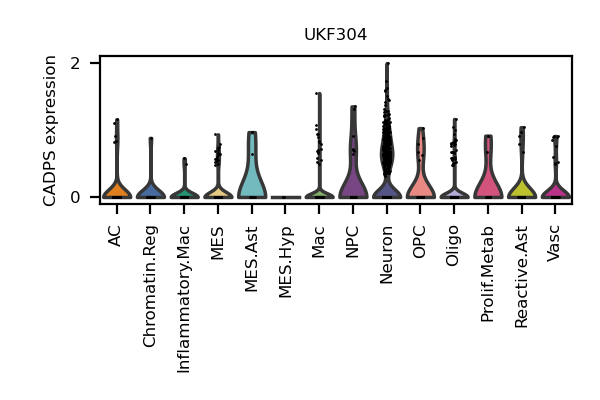 UKF304
CADPS expression
2
0
AC
Chromatin.Reg
Inflammatory.Mac
MES
MES.Ast
MES.Hyp
Mac
NPC
Neuron
OPC
Oligo
Prolif.Metab
Reactive.Ast
Vasc